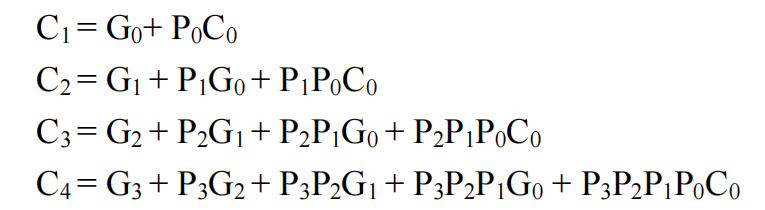 C₁ = G₀+ P₀C₀
C₂ = G₁ + P₁G₀ + P₁P₀C₀
C₃ = G₂ + P₂G₁ + P₂P₁G₀ + P₂P₁P₀C₀
C₄ = G₃ + P₃G₂ + P₃P₂G₁ + P₃P₂P₁G₀ + P₃P₂P₁P₀C₀